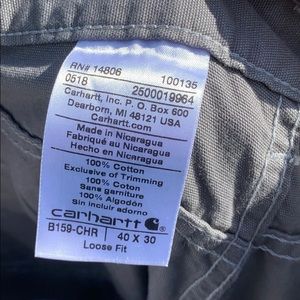 RN# 14806 100135
0518 2500019964
Carhartt, Inc. P.O. Box 600
Dearborn, MI 48121 USA
Carhartt.com
Made in Nicaragua
Fabriqué au Nicaragua
Hecho en Nicaragua
100% Cotton
Exclusive of Trimming
100% Coton
Sans garniture
100% Algodon
Sin incluir adorno
carhartt
B159-CHR 40 X 30
Loose Fit